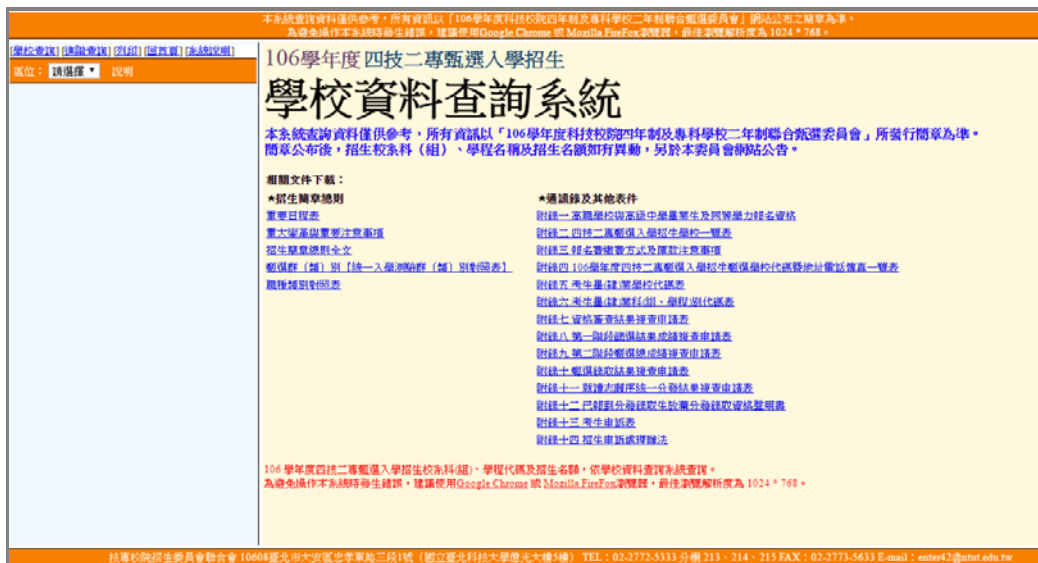 本系統查詢資料僅供參考，所有資訊以「106學年度科技校院四年制及專科學校二年制聯合甄選委員會」網站公布之簡章為準。
為避免操作本系統時發生錯誤，建議使用Google Chrome 或 Mozilla FireFox瀏覽器，最佳瀏覽解析度為 1024 * 768。
[學校查詢] [進階查詢] [列印] [回首頁] [系統說明]
區位： 請選擇 說明
106學年度 四技二專甄選入學招生
學校資料查詢系統
本系統查詢資料僅供參考，所有資訊以「106學年度科技校院四年制及專科學校二年制聯合甄選委員會」所發行簡章為準。
簡章公布後，招生校系科（組）、學程名稱及招生名額如有異動，另於本委員會網站公告。
相關文件下載：
★招生簡章總則
重要日程表
重大變革與重要注意事項
招生簡章總則全文
甄選群（類）別【統一入學測驗群（類）別對照表】
職種類別對照表
★通訊錄及其他表件
附錄一 高職學校與高級中學畢業生及同等學力報名資格
附錄二 四技二專甄選入學招生學校一覽表
附錄三 報名費繳費方式及匯款注意事項
附錄四 106學年度四技二專甄選入學招生甄選學校代碼暨地址電話傳真一覽表
附錄五 考生畢(肄)業學校代碼表
附錄六 考生畢(肄)業科(組、學程)別代碼表
附錄七 資格審查結果複查申請表
附錄八 第一階段篩選結果成績複查申請表
附錄九 第二階段甄選總成績複查申請表
附錄十 甄選錄取結果複查申請表
附錄十一 就讀志願序統一分發結果複查申請表
附錄十二 已報到分發錄取生放棄分發錄取資格聲明書
附錄十三 考生申訴表
附錄十四 招生申訴處理辦法
106 學年度四技二專甄選入學招生校系科(組)、學程代碼及招生名額，依學校資料查詢系統查詢。
為避免操作本系統時發生錯誤，建議使用Google Chrome 或 Mozilla FireFox瀏覽器，最佳瀏覽解析度為 1024 * 768。
技專校院招生委員會聯合會 10608臺北市大安區忠孝東路三段1號（國立臺北科技大學億光大樓5樓） TEL：02-2772-5333 分機 213、214、215 FAX：02-2773-5633 E-mail：enter42@ntut.edu.tw